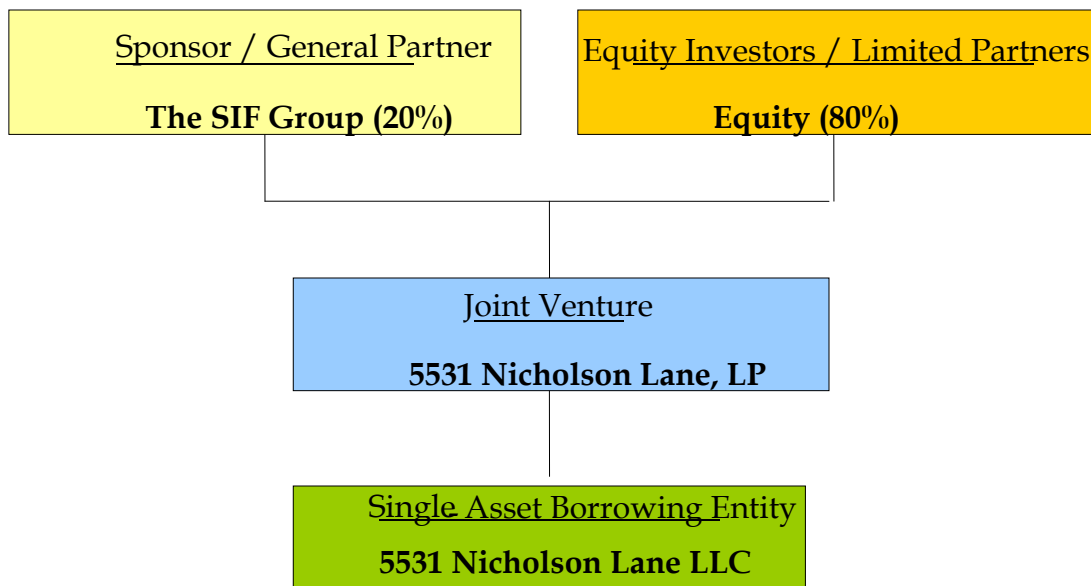 Sponsor / General Partner
The SIF Group (20%)
Equity Investors / Limited Partners
Equity (80%)
Joint Venture
5531 Nicholson Lane, LP
Single Asset Borrowing Entity
5531 Nicholson Lane LLC